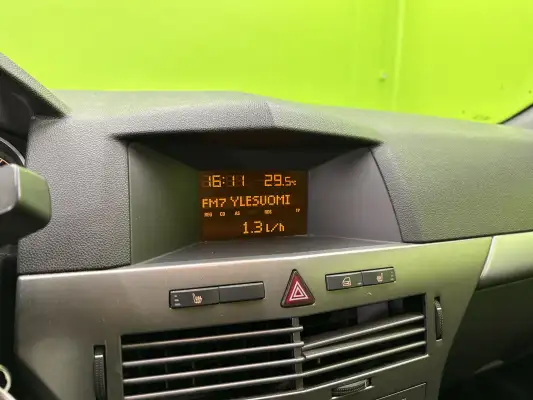 16:11 29.5°C
FM7 YLESUOMI
1.3 l/h